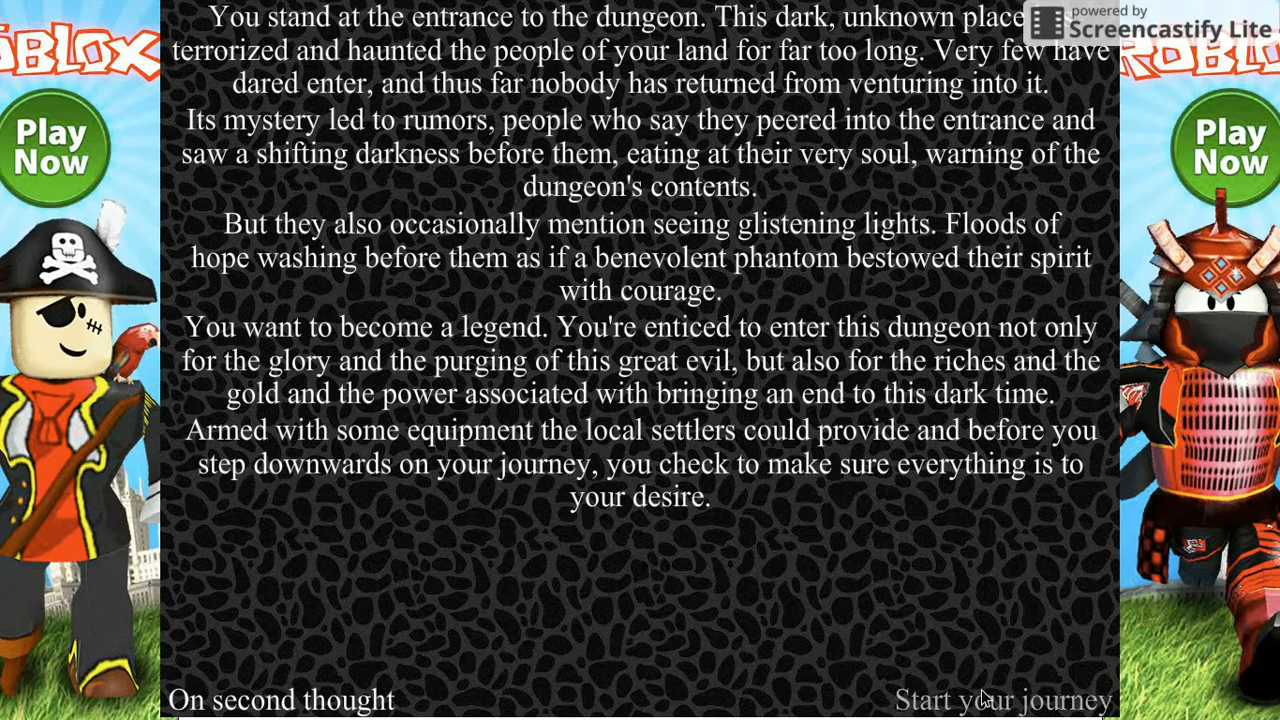 You stand at the entrance to the dungeon. This dark, unknown place
terrorized and haunted the people of your land for far too long. Very few have
dared enter, and thus far nobody has returned from venturing into it.
Its mystery led to rumors, people who say they peered into the entrance and
saw a shifting darkness before them, eating at their very soul, warning of the
dungeon's contents.
But they also occasionally mention seeing glistening lights. Floods of
hope washing before them as if a benevolent phantom bestowed their spirit
with courage.
You want to become a legend. You're enticed to enter this dungeon not only
for the glory and the purging of this great evil, but also for the riches and the
gold and the power associated with bringing an end to this dark time.
Armed with some equipment the local settlers could provide and before you
step downwards on your journey, you check to make sure everything is to
your desire.
On second thought
Start your journey
powered by
Screencastify Lite
BLOX
Play
Now
ROBLO
Play
Now